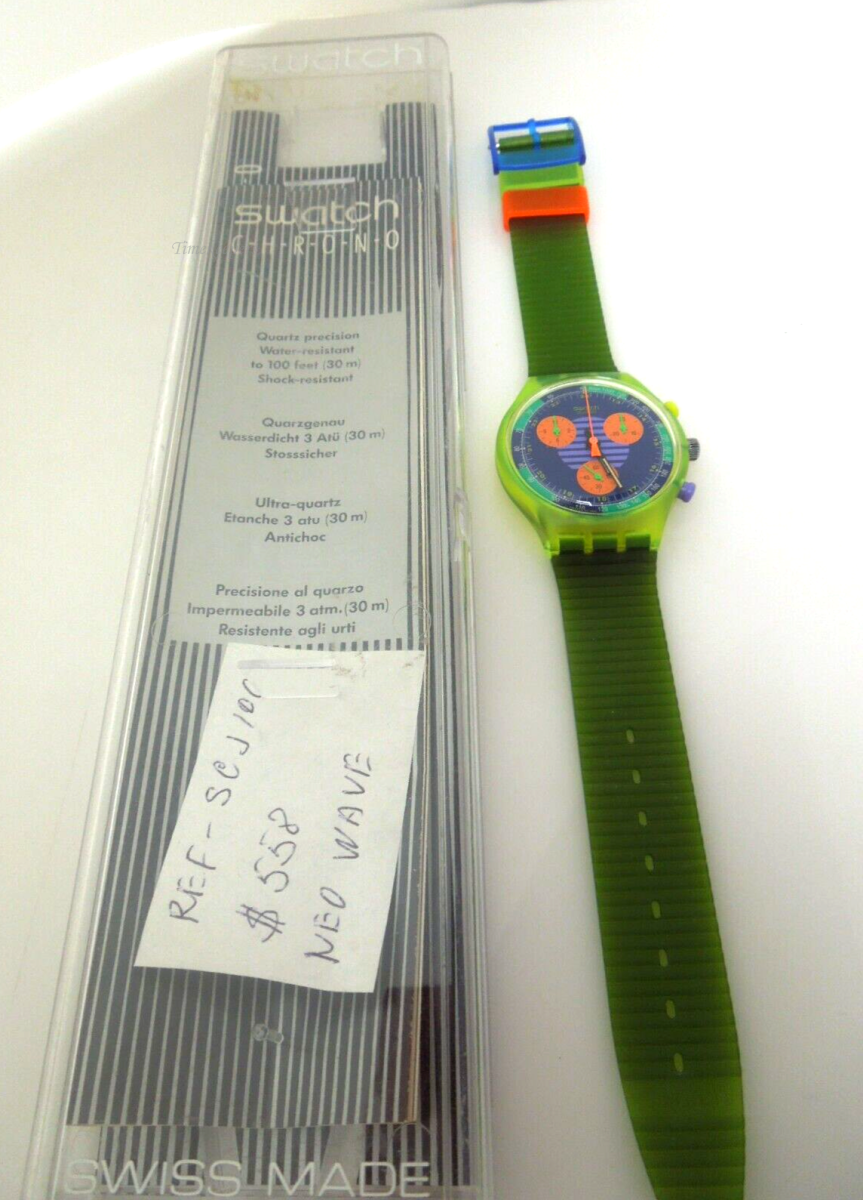 swatch
swatch
C·H·R·O·N·O
Quartz precision
Water-resistant
to 100 feet (30 m)
Shock-resistant
Quarzgenau
Wasserdicht 3 Atü (30 m)
Stosssicher
Ultra-quartz
Etanche 3 atu (30 m)
Antichoc
Precisione al quarzo
Impermeabile 3 atm. (30 m)
Resistente agli urti
REF-SCJ100
$558
NEO WAVE
SWISS MADE